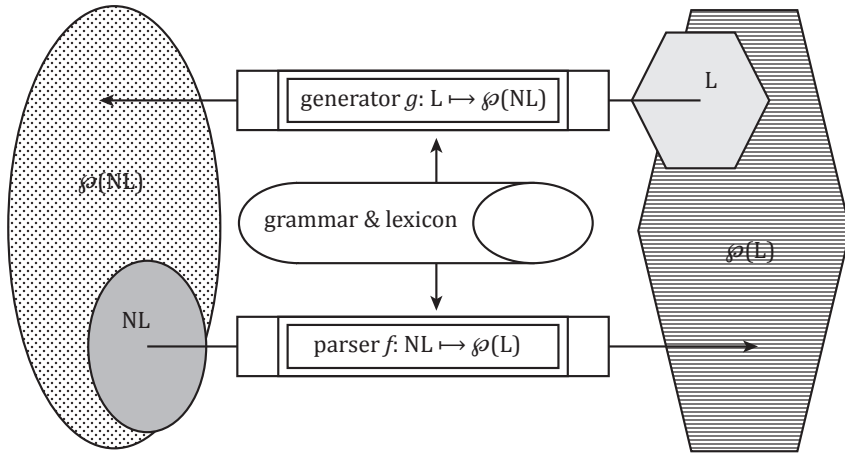 generator g: L ↦ ℘(NL)
L
℘(NL)
grammar & lexicon
℘(L)
NL
parser f: NL ↦ ℘(L)